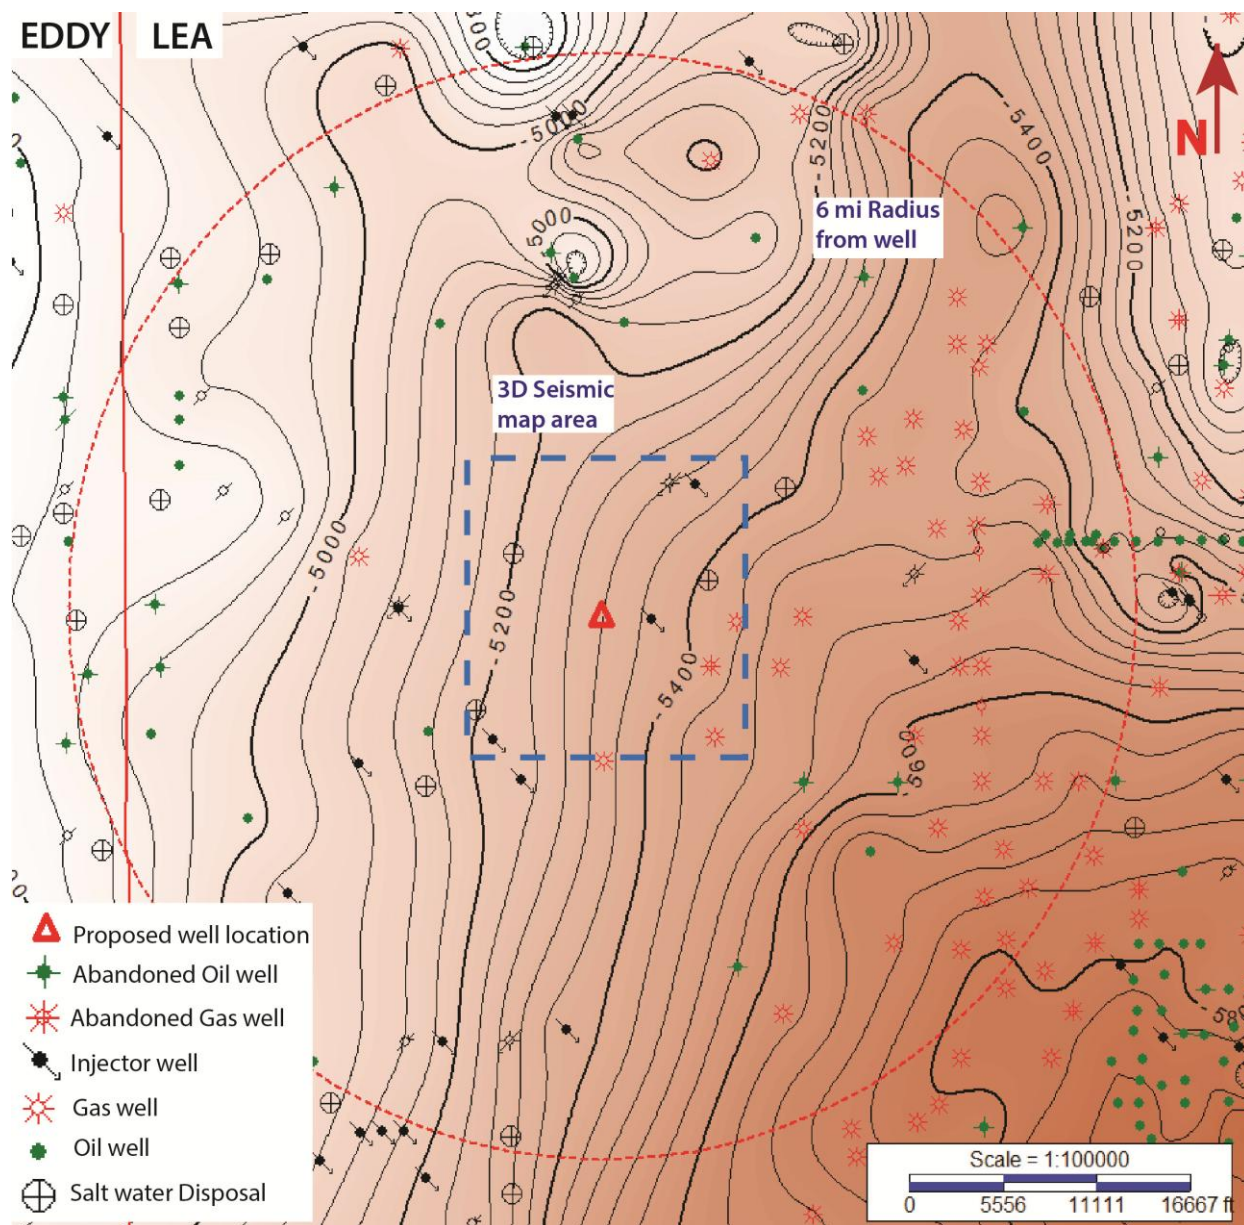 EDDY LEA
-5000
-5200
-5400
N
6 mi Radius
from well
5000
-5200
3D Seismic
map area
-5000
-5200
-5400
-5600
Proposed well location
Abandoned Oil well
Abandoned Gas well
Injector well
Gas well
Oil well
Salt water Disposal
Scale = 1:100000
0 5556 11111 16667 ft